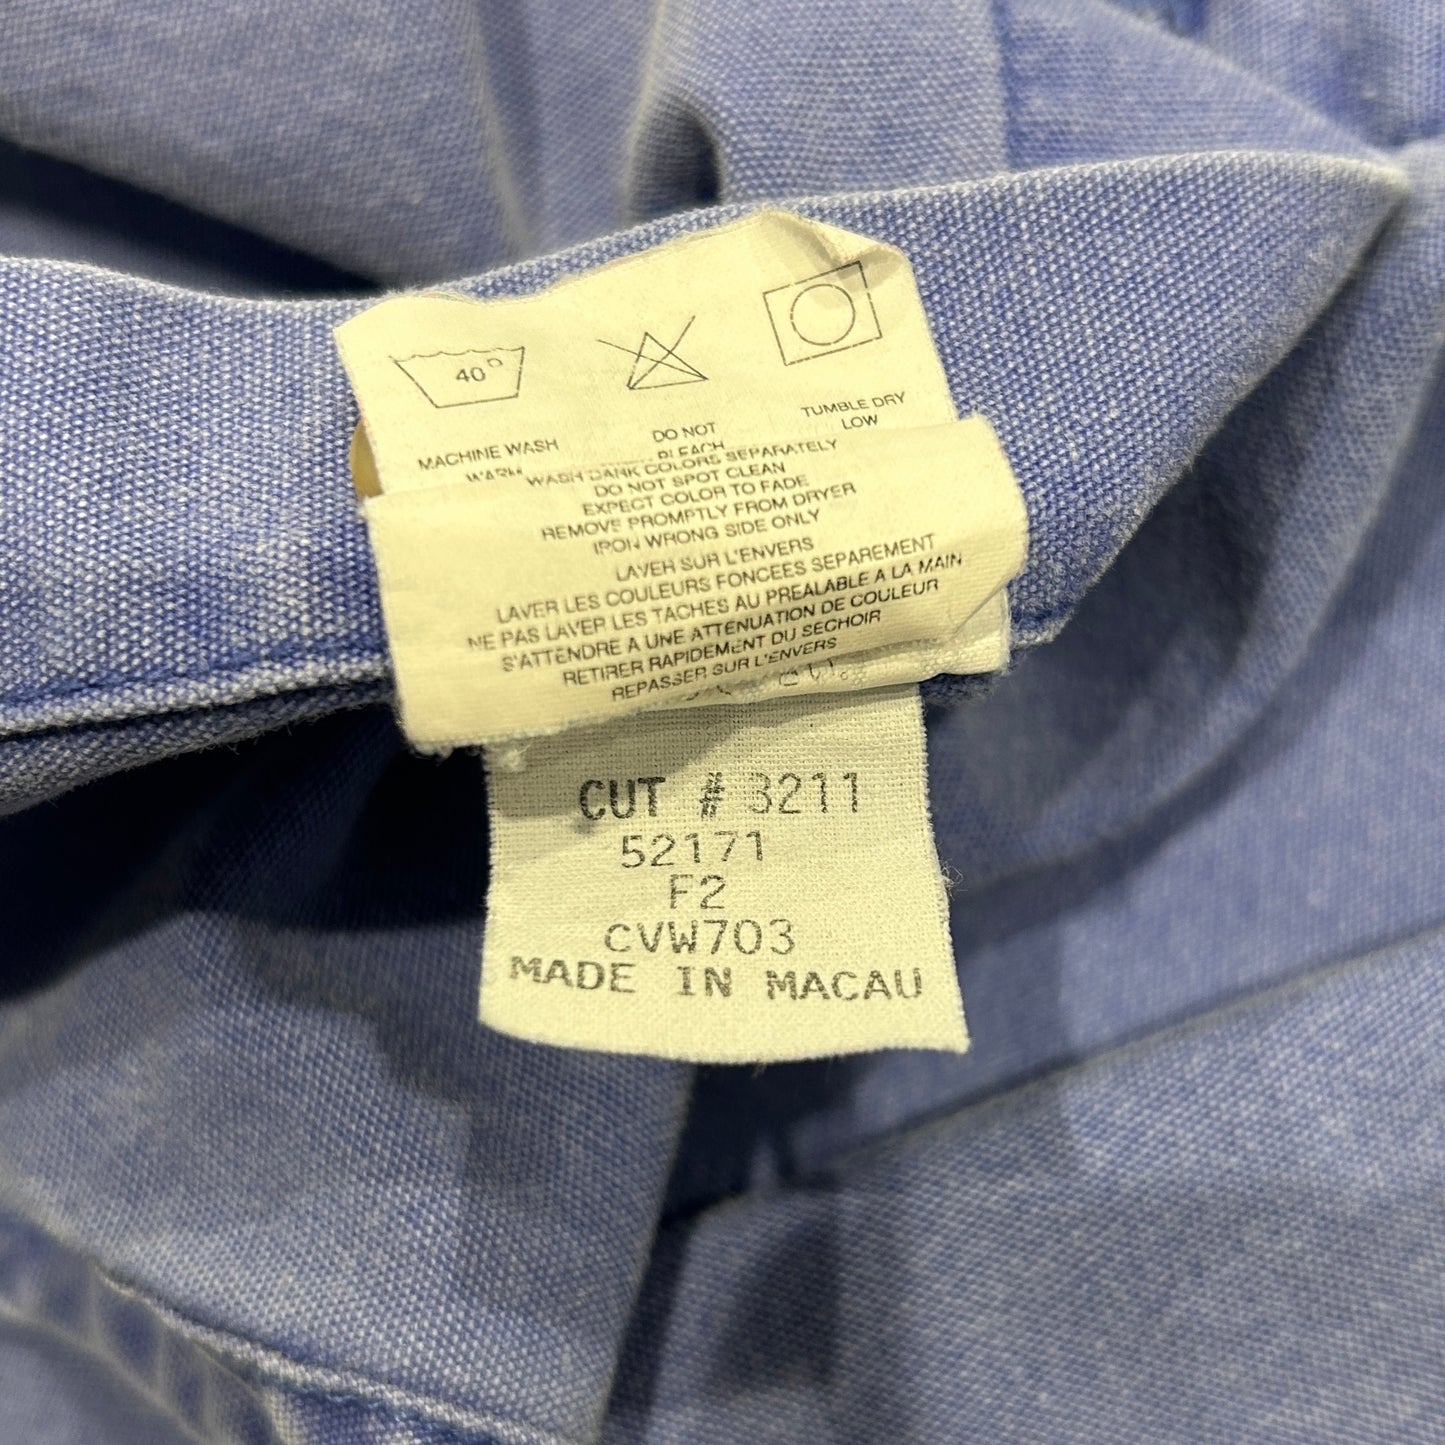 40°
MACHINE WASH
WARM
DO NOT
BLEACH
TUMBLE DRY
LOW
WASH DARK COLORS SEPARATELY
DO NOT SPOT CLEAN
EXPECT COLOR TO FADE
REMOVE PROMPTLY FROM DRYER
IRON WRONG SIDE ONLY
LAVER SUR L'ENVERS
LAVER LES COULEURS FONCEES SEPAREMENT
NE PAS LAVER LES TACHES AU PREALABLE A LA MAIN
S'ATTENDRE A UNE ATTENUATION DE COULEUR
RETIRER RAPIDEMENT DU SECHOIR
REPASSER SUR L'ENVERS
CUT # 3211
52171
F2
CVW703
MADE IN MACAU